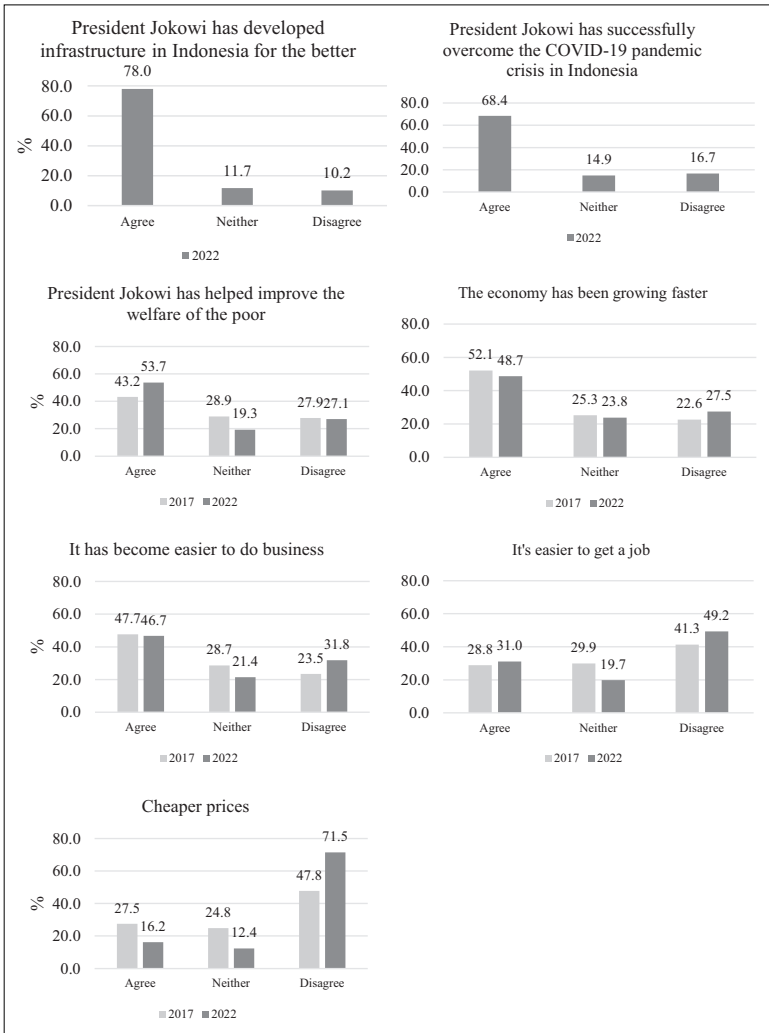 President Jokowi has developed
infrastructure in Indonesia for the better
78.0
80.0
60.0
40.0
20.0
0.0
%
11.7
10.2
Agree
Neither
Disagree
2022
President Jokowi has successfully
overcome the COVID-19 pandemic
crisis in Indonesia
80.0
60.0
40.0
20.0
0.0
68.4
14.9
16.7
Agree
Neither
Disagree
2022
President Jokowi has helped improve the
welfare of the poor
80.0
60.0
40.0
20.0
0.0
%
43.2
53.7
28.9
19.3
27.9
27.1
Agree
Neither
Disagree
2017
2022
The economy has been growing faster
80.0
60.0
40.0
20.0
0.0
52.1
48.7
25.3
23.8
22.6
27.5
Agree
Neither
Disagree
2017
2022
It has become easier to do business
80.0
60.0
40.0
20.0
0.0
%
47.7
46.7
28.7
21.4
23.5
31.8
Agree
Neither
Disagree
2017
2022
It's easier to get a job
80.0
60.0
40.0
20.0
0.0
28.8
31.0
29.9
19.7
41.3
49.2
Agree
Neither
Disagree
2017
2022
Cheaper prices
80.0
60.0
40.0
20.0
0.0
%
27.5
16.2
24.8
12.4
47.8
71.5
Agree
Neither
Disagree
2017
2022